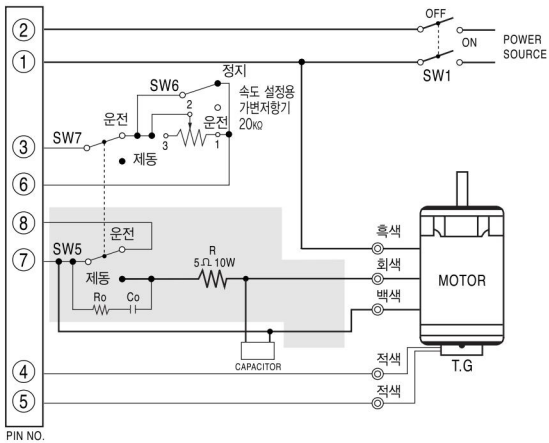 ② OFF
ON
POWER
SOURCE
① SW1
정지
SW6
속도 설정용
가변저항기
20KΩ
운전
2
운전
SW7
3
1
③
제동
⑥
⑧
운전
SW5
R
⑦
5Ω 10W
제동
Ro
Co
CAPACITOR
흑색
회색
백색
MOTOR
적색
④
T.G
적색
⑤
PIN NO.